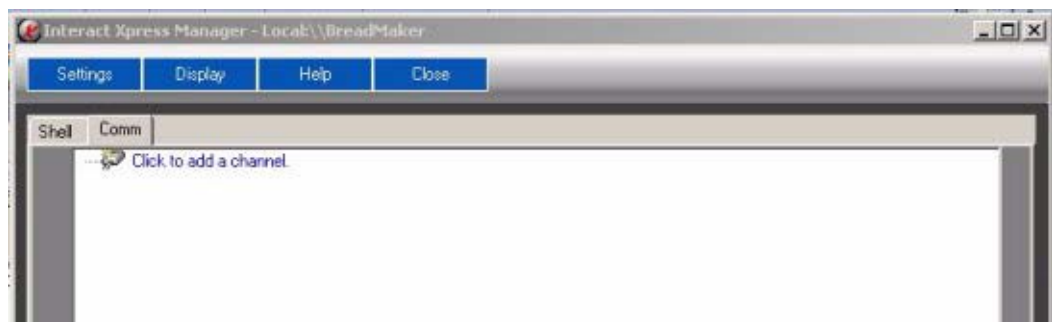 Interact Xpress Manager - Local:\\BreadMaker
Settings Display Help Close
Shell Comm
Click to add a channel.